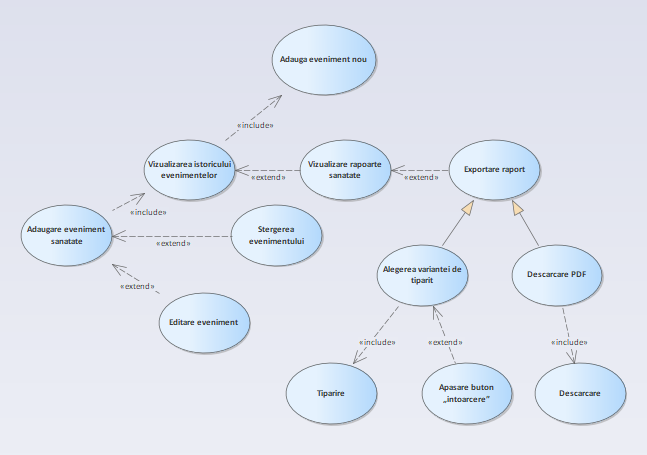 Adauga eveniment nou
«include»
Vizualizarea istoricului
evenimentelor
«extend»
Vizualizare rapoarte
sanatate
«extend»
Exportare raport
«include»
Adaugare eveniment
sanatate
«extend»
Stergerea
evenimentului
«extend»
Editare eveniment
Alegerea variantei de
tiparit
Descarcare PDF
«include»
«extend»
«include»
Tiparire
Apasare buton
„intoarcere”
Descarcare